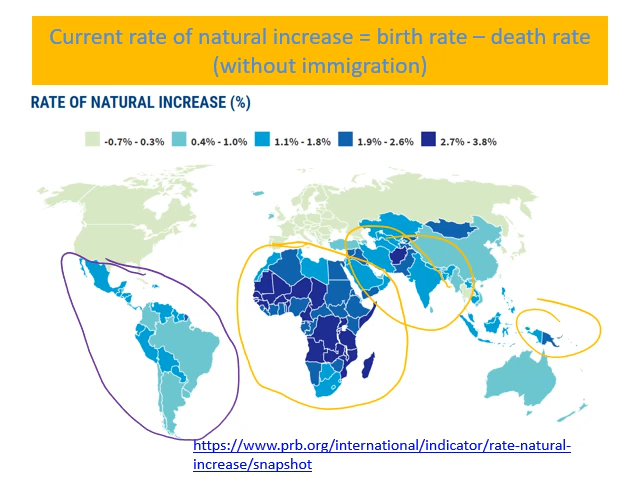 Current rate of natural increase = birth rate – death rate
(without immigration)
RATE OF NATURAL INCREASE (%)
-0.7% - 0.3% 0.4% - 1.0% 1.1% - 1.8% 1.9% - 2.6% 2.7% - 3.8%
https://www.prb.org/international/indicator/rate-natural-
increase/snapshot